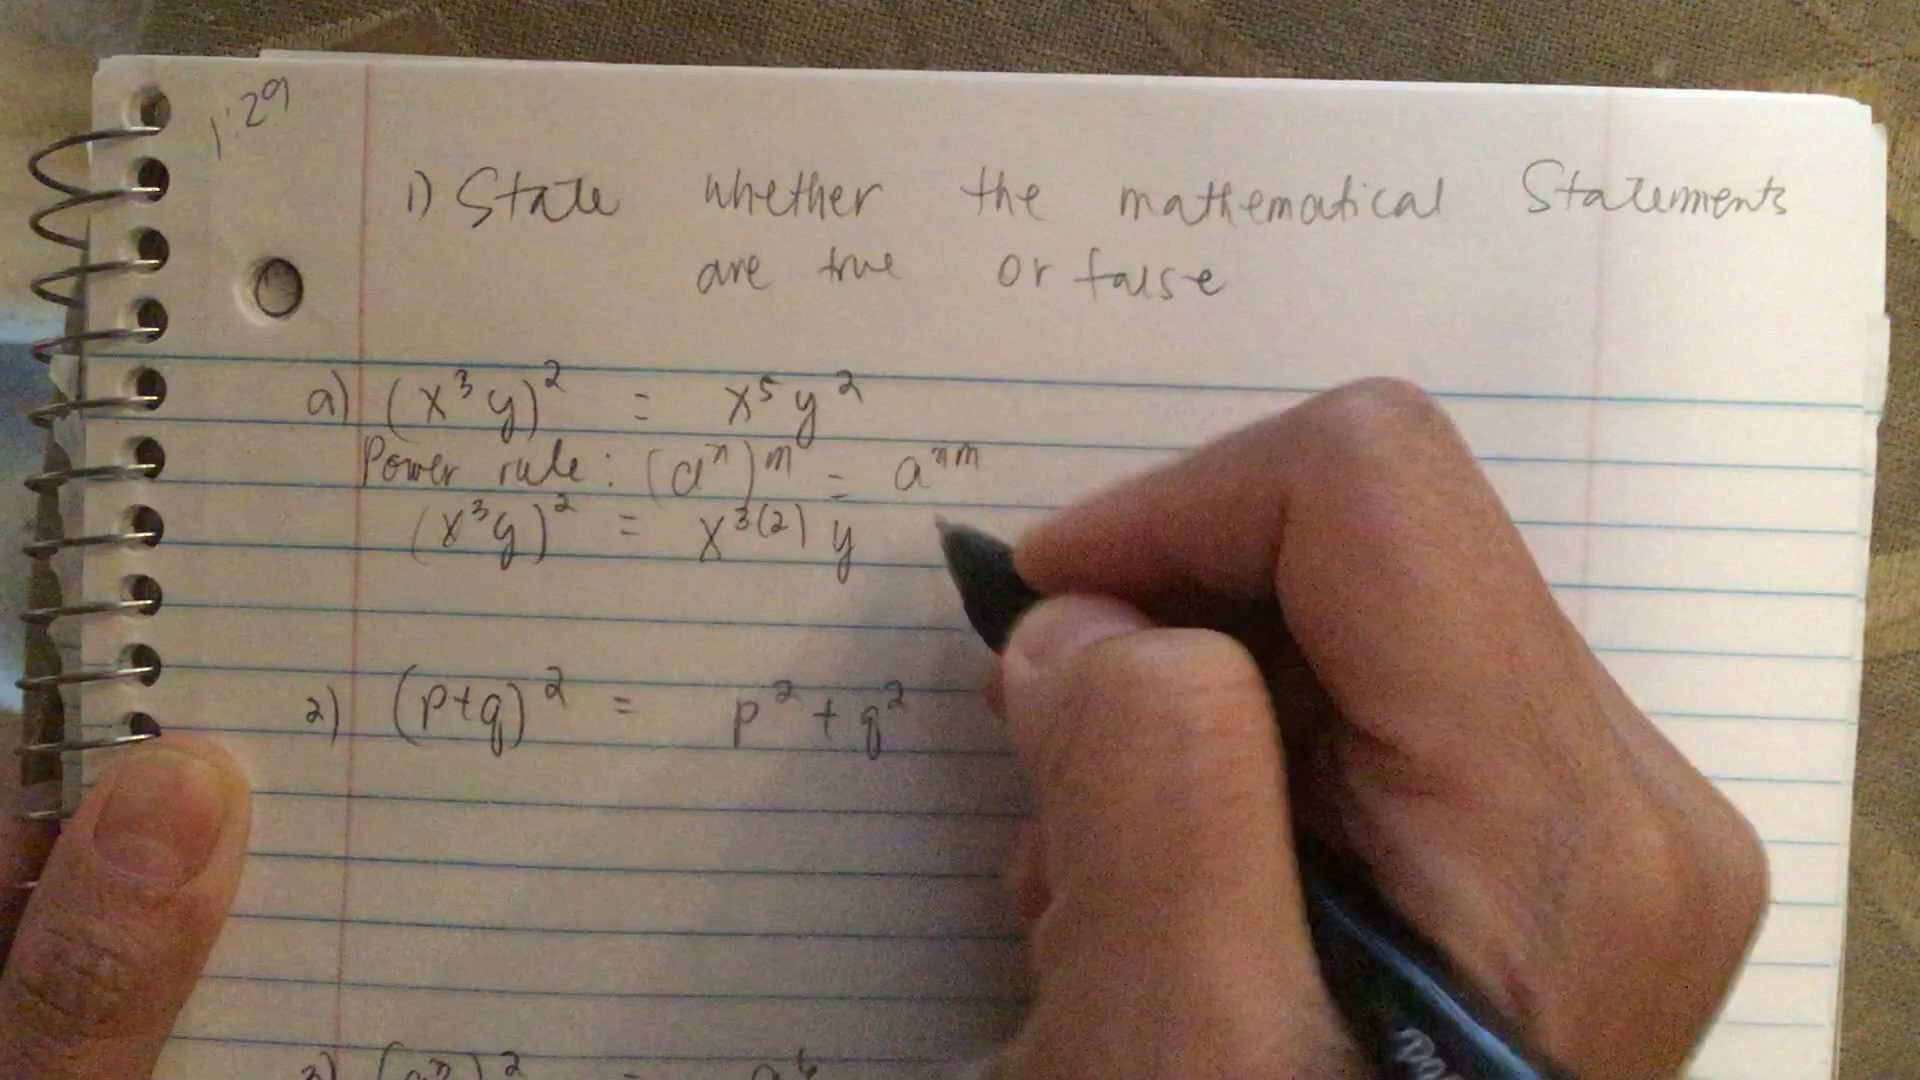 1:29
1) State whether the mathematical Statements
are true or false
a) (x³y)² = x⁵y²
Power rule: (aⁿ)ᵐ = aⁿᵐ
(x³y)² = x³⁽²⁾ y
2) (p+q)² = p² + q²